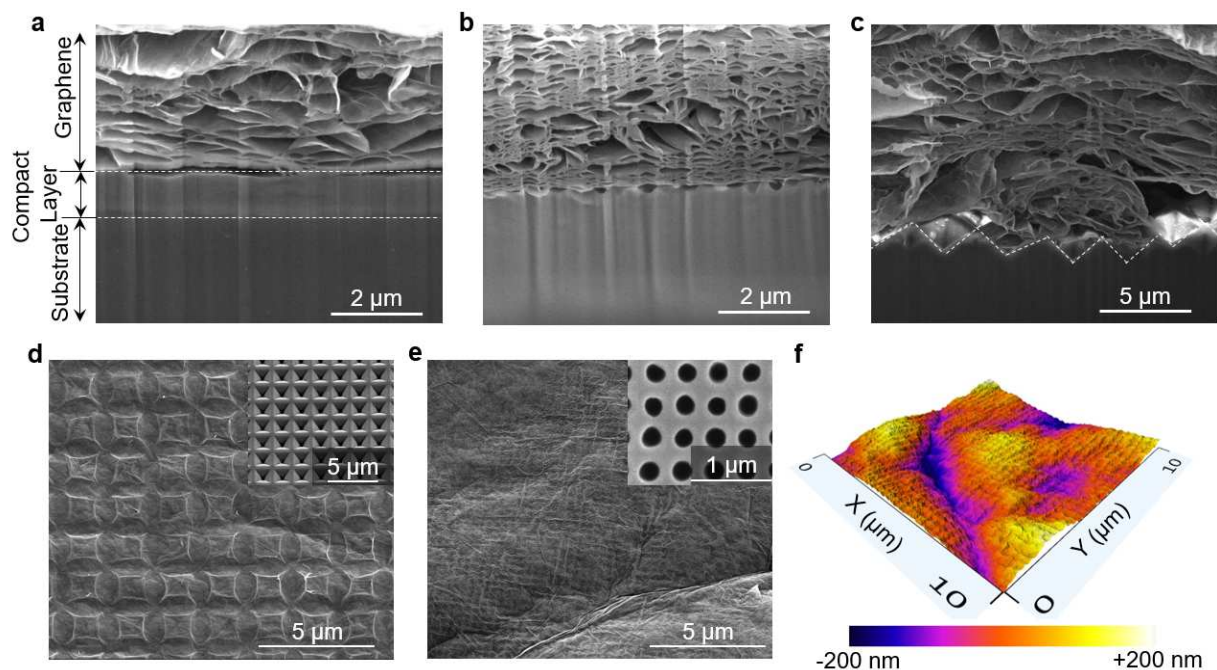 a
b
c
Graphene
Compact
Layer
Substrate
2 µm
2 µm
5 µm
d
e
f
5 µm
5 µm
1 µm
5 µm
0
X (µm)
10
10
Y (µm)
0
-200 nm
+200 nm